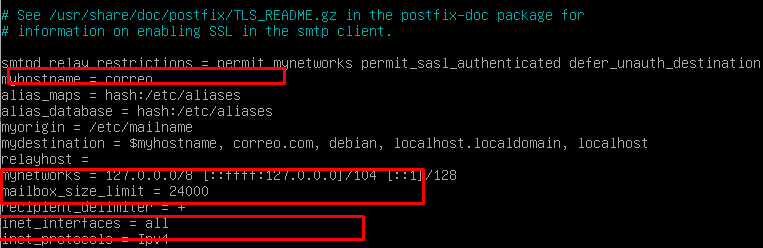 # See /usr/share/doc/postfix/TLS_README.gz in the postfix-doc package for
# information on enabling SSL in the smtp client.
smtpd_relay_restrictions = permit_mynetworks permit_sasl_authenticated defer_unauth_destination
myhostname = correo
alias_maps = hash:/etc/aliases
alias_database = hash:/etc/aliases
myorigin = /etc/mailname
mydestination = $myhostname, correo.com, debian, localhost.localdomain, localhost
relayhost =
mynetworks = 127.0.0.0/8 [::ffff:127.0.0.0]/104 [::1]/128
mailbox_size_limit = 24000
recipient_delimiter = +
inet_interfaces = all
inet_protocols = Ipv4